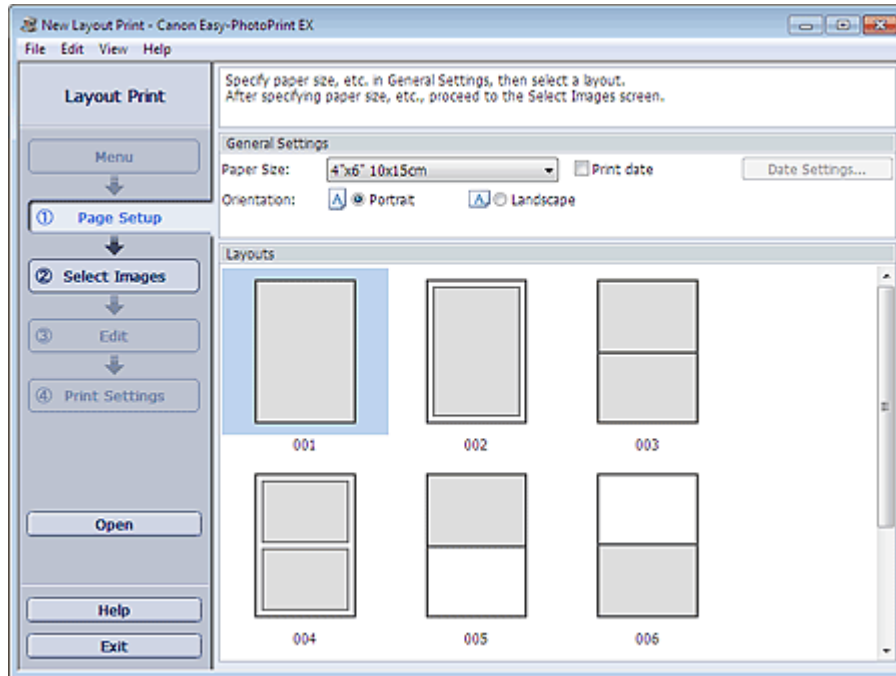 New Layout Print - Canon Easy-PhotoPrint EX
File Edit View Help
Layout Print
Specify paper size, etc. in General Settings, then select a layout.
After specifying paper size, etc., proceed to the Select Images screen.
Menu
① Page Setup
② Select Images
③ Edit
④ Print Settings
Open
Help
Exit
General Settings
Paper Size: 4"x6" 10x15cm Print date Date Settings...
Orientation: A Portrait A Landscape
Layouts
001 002 003
004 005 006